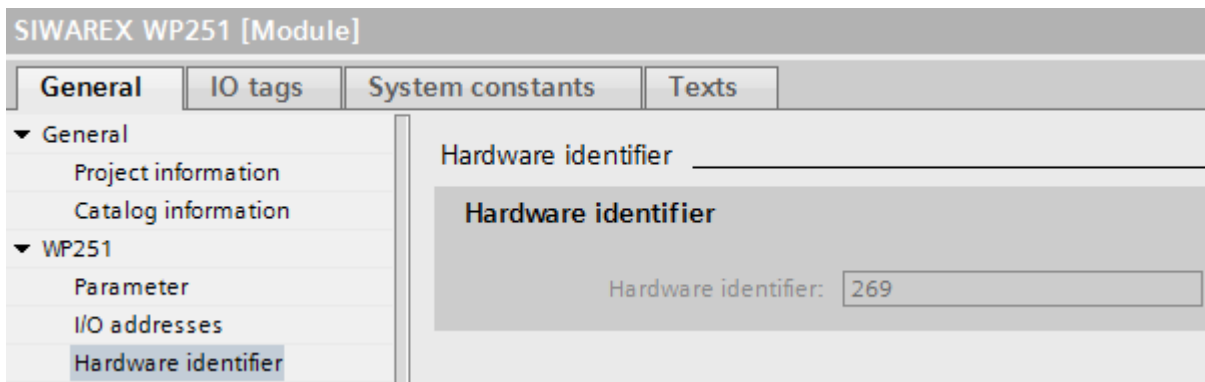 SIWAREX WP251 [Module]
General IO tags System constants Texts
General
Project information
Catalog information
WP251
Parameter
I/O addresses
Hardware identifier
Hardware identifier
Hardware identifier
Hardware identifier: 269